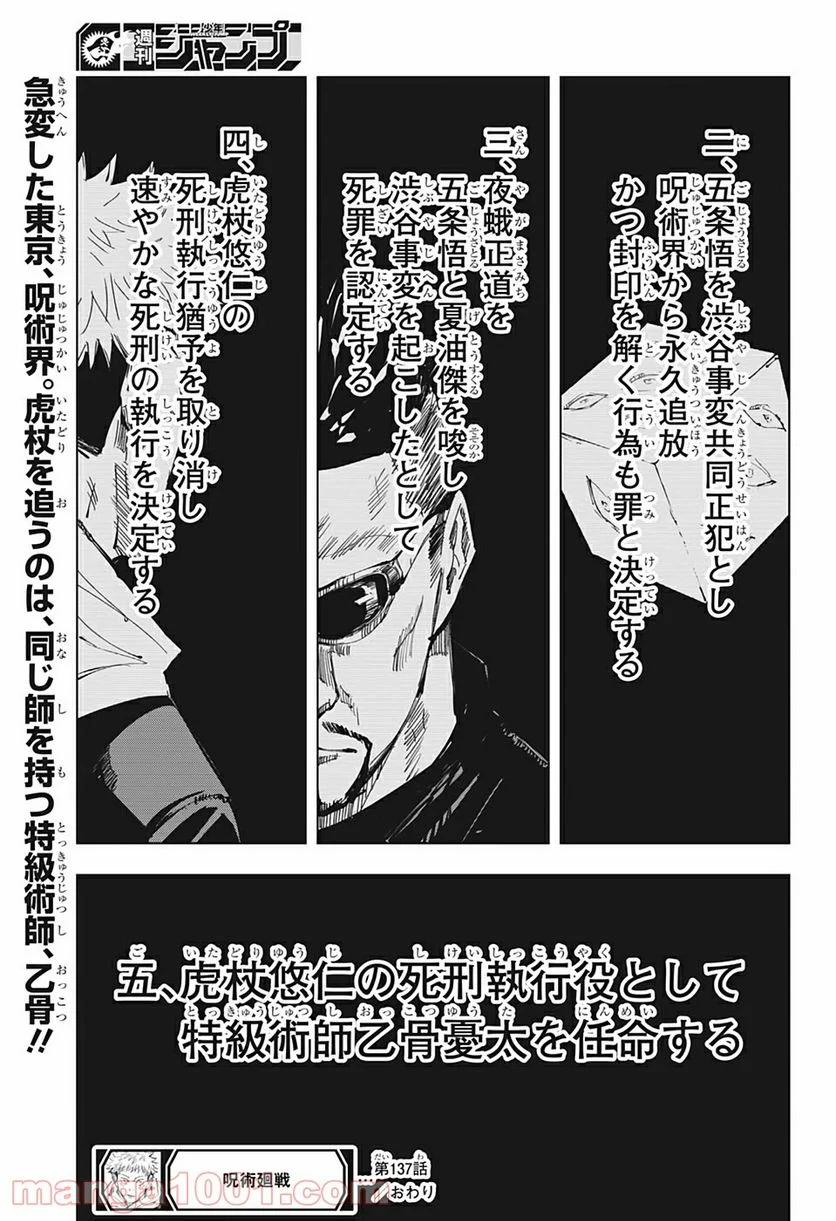 週刊少年ジャンプ
二、五条悟を渋谷事変共同正犯とし
呪術界から永久追放
かつ封印を解く行為も罪と決定する
三、夜蛾正道を
五条悟と夏油傑を唆し
渋谷事変を起こしたとして
死罪を認定する
四、虎杖悠仁の
死刑執行猶予を取り消し
速やかな死刑の執行を決定する
五、虎杖悠仁の死刑執行役として
特級術師乙骨憂太を任命する
急変した東京、呪術界。虎杖を追うのは、同じ師を持つ特級術師、乙骨!!
呪術廻戦
第137話
おわり
manga1001.com